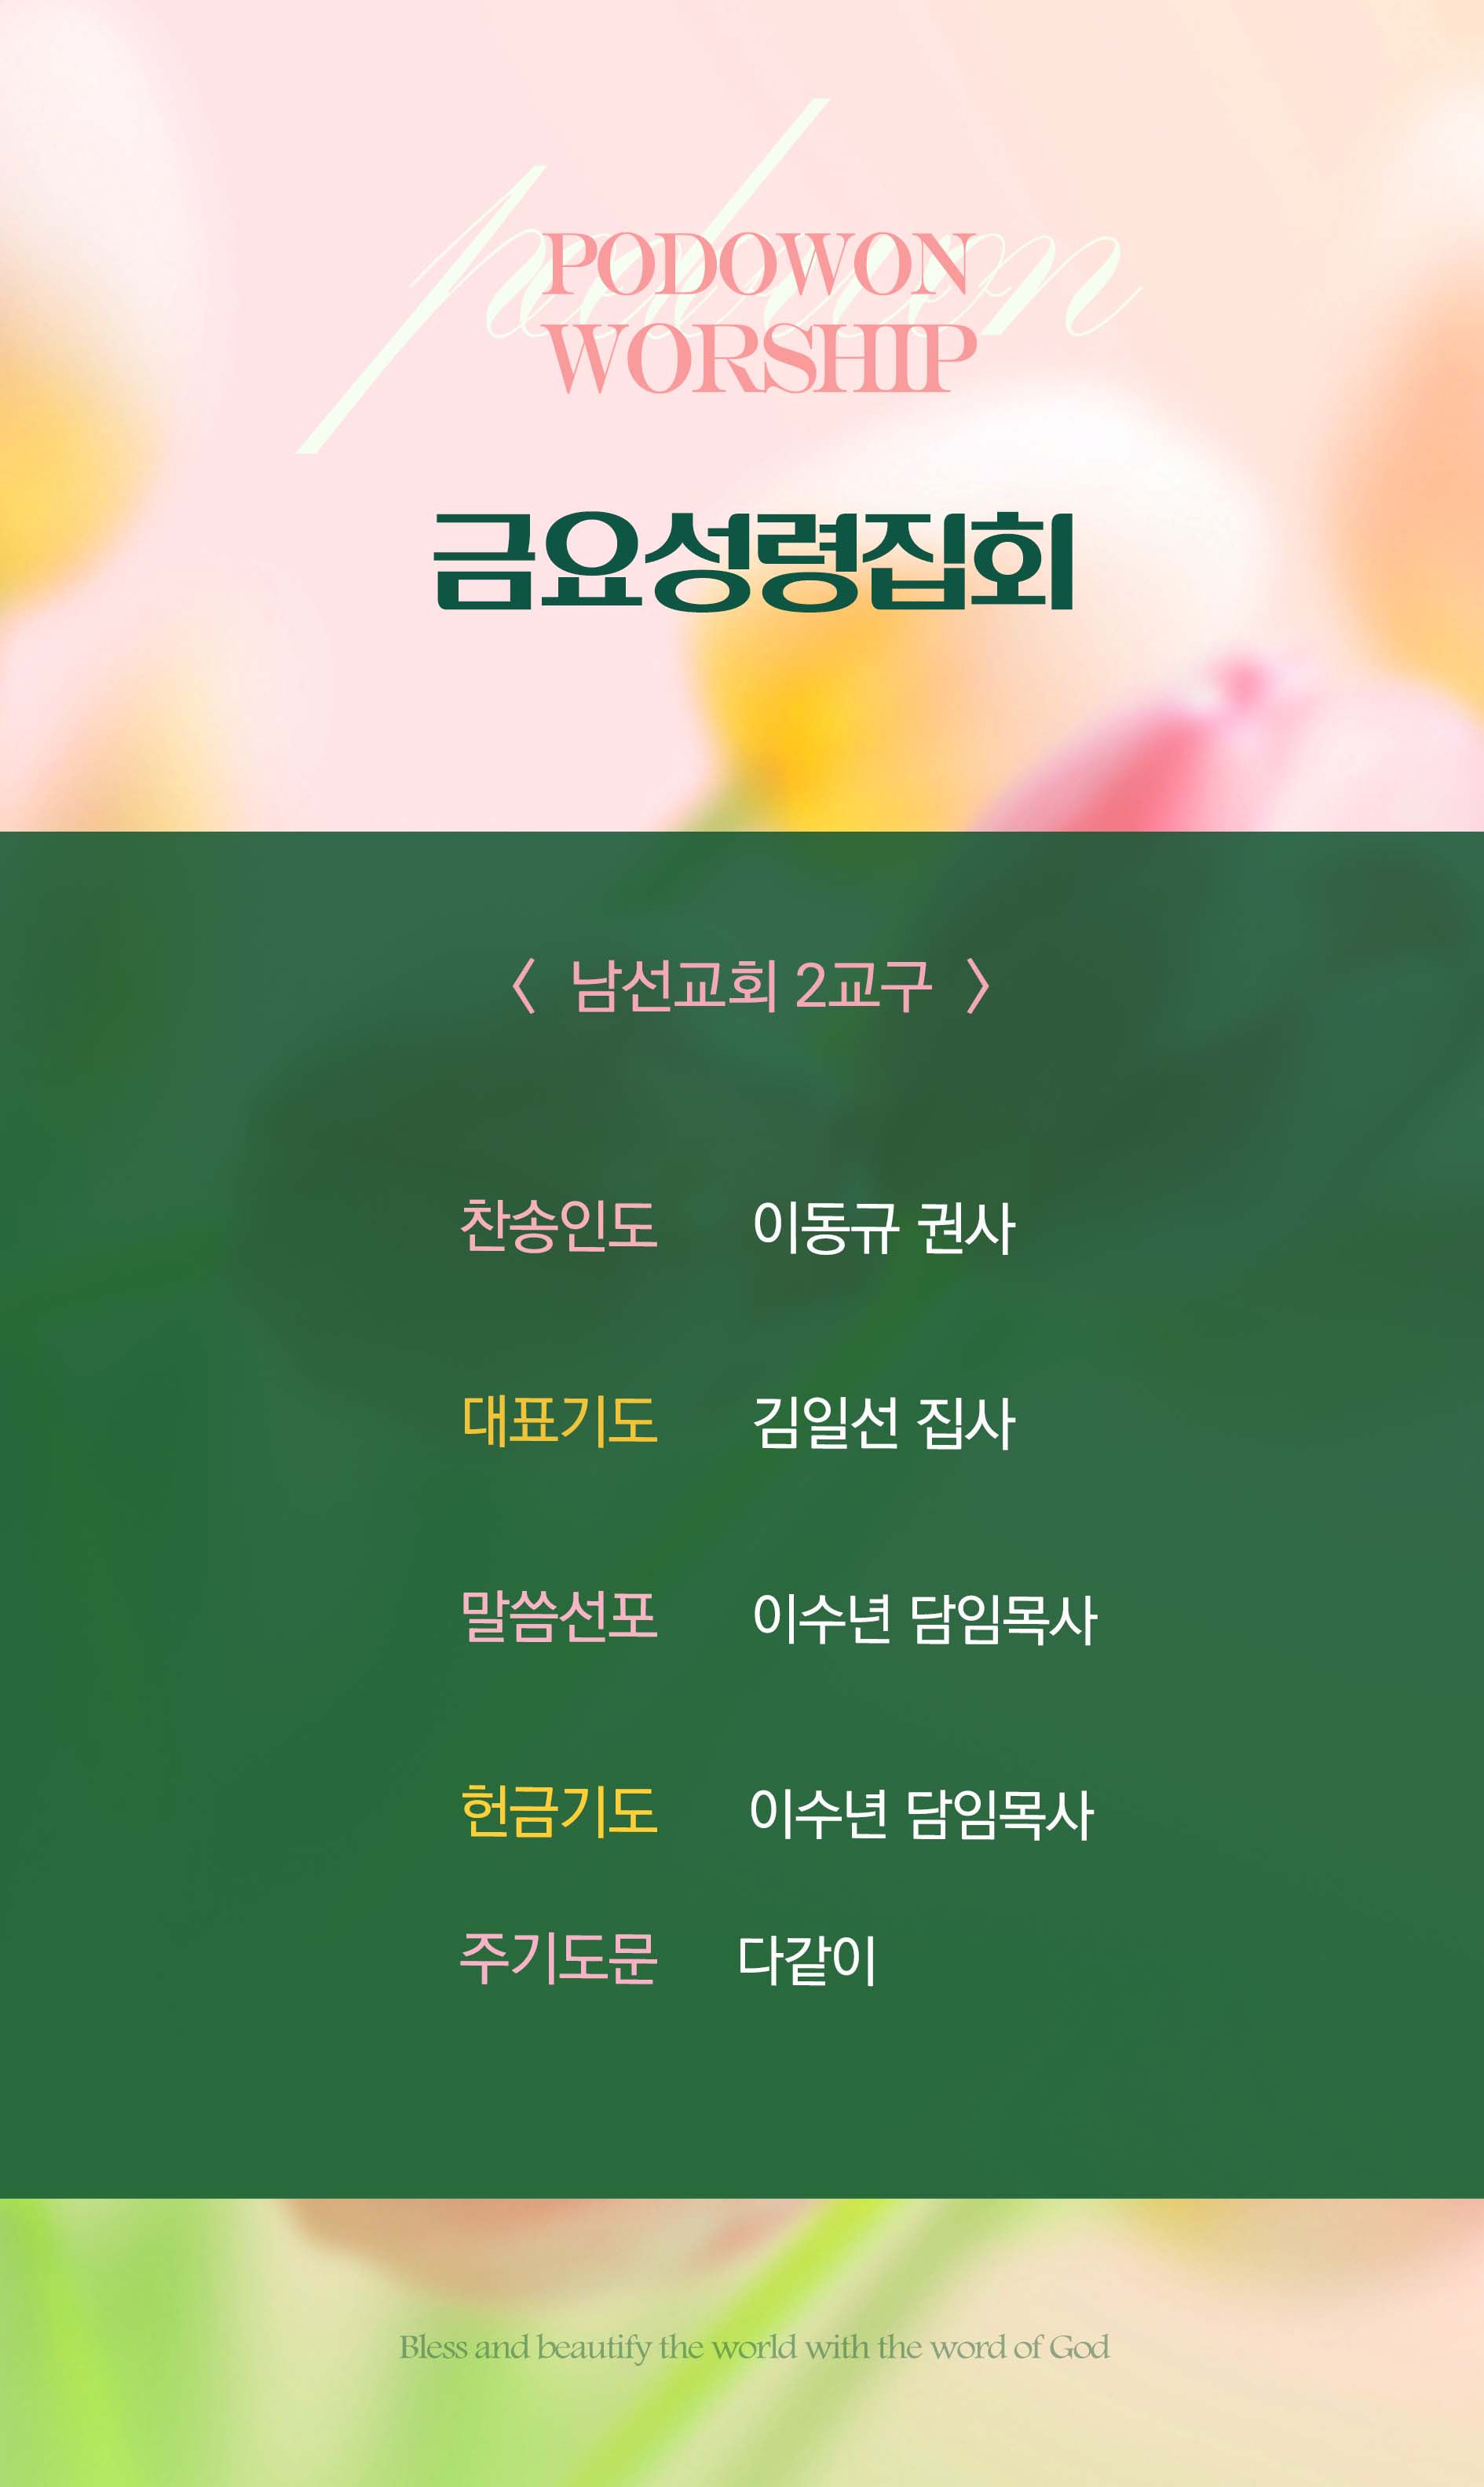 podowon
PODOWON
WORSHIP
금요성령집회
〈 남선교회 2교구 〉
찬송인도 이동규 권사
대표기도 김일선 집사
말씀선포 이수년 담임목사
헌금기도 이수년 담임목사
주기도문 다같이
Bless and beautify the world with the word of God